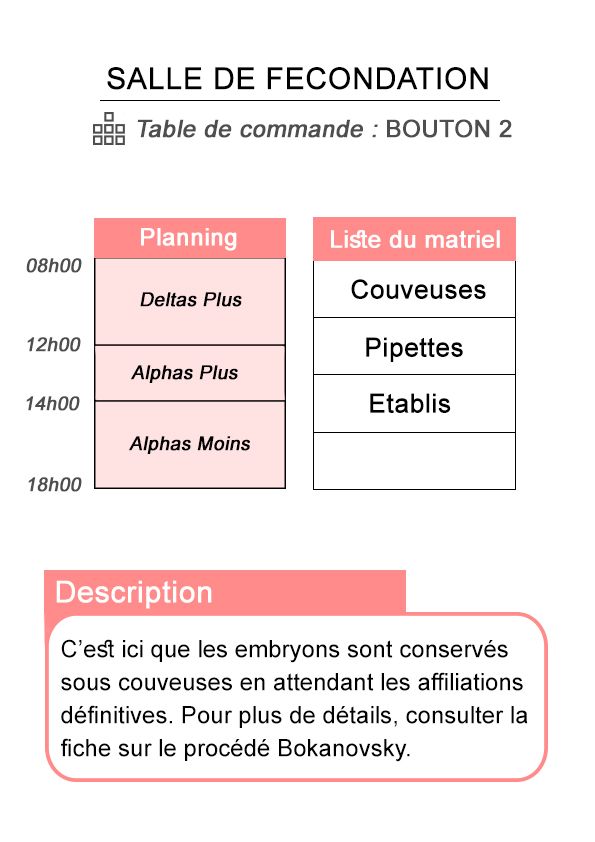 SALLE DE FECONDATION
Table de commande : BOUTON 2
Planning
08h00
Deltas Plus
12h00
Alphas Plus
14h00
Alphas Moins
18h00
Liste du matriel
Couveuses
Pipettes
Etablis
Description
C'est ici que les embryons sont conservés
sous couveuses en attendant les affiliations
définitives. Pour plus de détails, consulter la
fiche sur le procédé Bokanovsky.